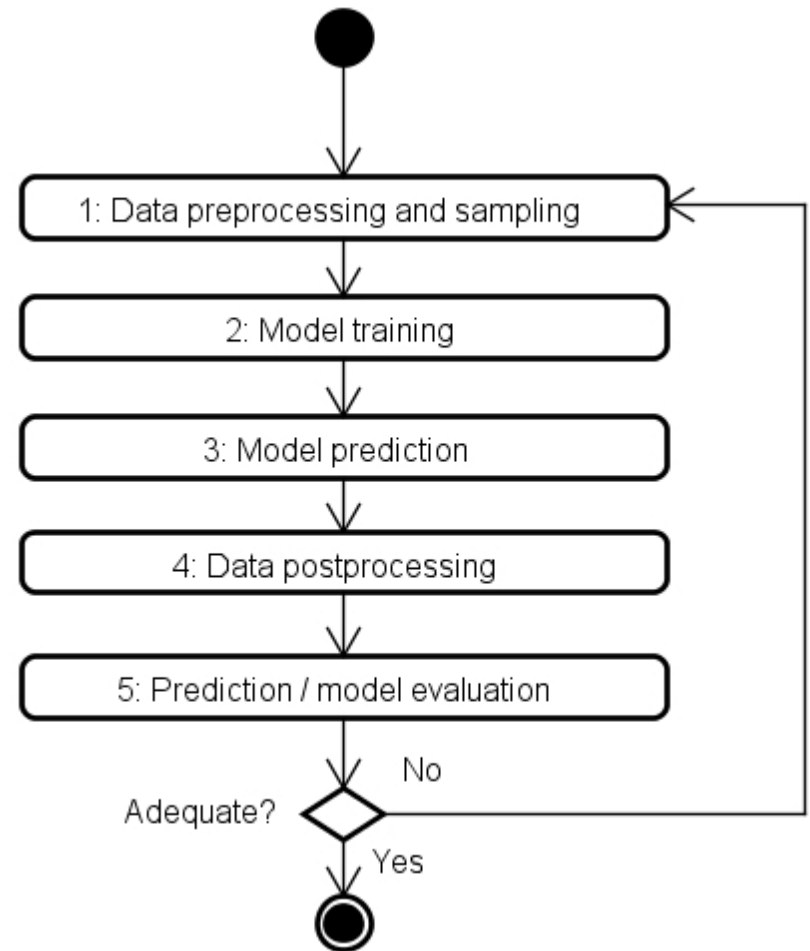 1: Data preprocessing and sampling
2: Model training
3: Model prediction
4: Data postprocessing
5: Prediction / model evaluation
No
Adequate?
Yes